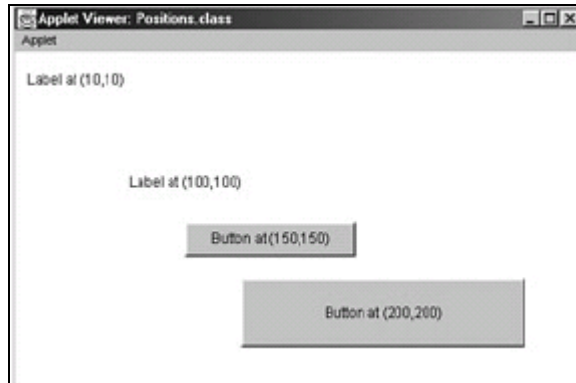 Applet Viewer: Positions.class
Applet
Label at (10,10)
Label at (100,100)
Button at(150,150)
Button at (200,200)